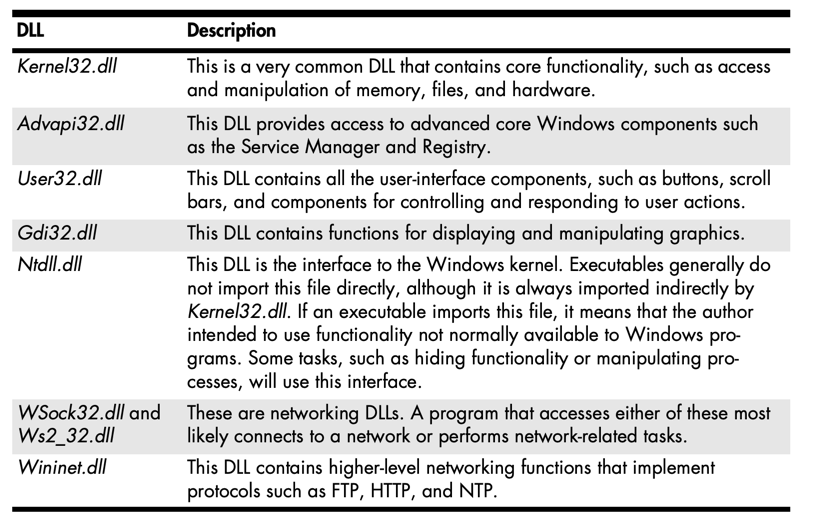 DLL Description
Kernel32.dll This is a very common DLL that contains core functionality, such as access
and manipulation of memory, files, and hardware.
Advapi32.dll This DLL provides access to advanced core Windows components such
as the Service Manager and Registry.
User32.dll This DLL contains all the user-interface components, such as buttons, scroll
bars, and components for controlling and responding to user actions.
Gdi32.dll This DLL contains functions for displaying and manipulating graphics.
Ntdll.dll This DLL is the interface to the Windows kernel. Executables generally do
not import this file directly, although it is always imported indirectly by
Kernel32.dll. If an executable imports this file, it means that the author
intended to use functionality not normally available to Windows pro-
grams. Some tasks, such as hiding functionality or manipulating pro-
cesses, will use this interface.
WSock32.dll and These are networking DLLs. A program that accesses either of these most
Ws2_32.dll likely connects to a network or performs network-related tasks.
Wininet.dll This DLL contains higher-level networking functions that implement
protocols such as FTP, HTTP, and NTP.